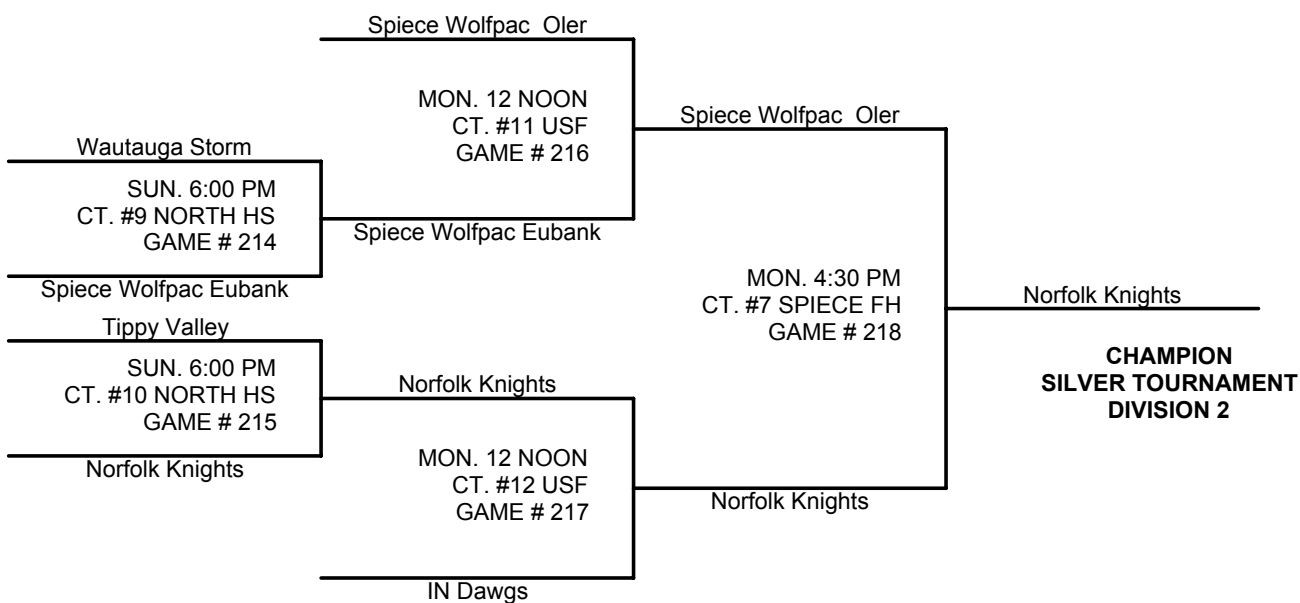 Spiece Wolfpac  Oler
MON. 12 NOON
CT. #11 USF
GAME # 216
Spiece Wolfpac  Oler
Wautauga Storm
SUN. 6:00 PM
CT. #9 NORTH HS
GAME # 214
Spiece Wolfpac Eubank
Spiece Wolfpac Eubank
MON. 4:30 PM
CT. #7 SPIECE FH
GAME # 218
Norfolk Knights
CHAMPION
SILVER TOURNAMENT
DIVISION 2
Tippy Valley
SUN. 6:00 PM
CT. #10 NORTH HS
GAME # 215
Norfolk Knights
Norfolk Knights
MON. 12 NOON
CT. #12 USF
GAME # 217
Norfolk Knights
IN Dawgs